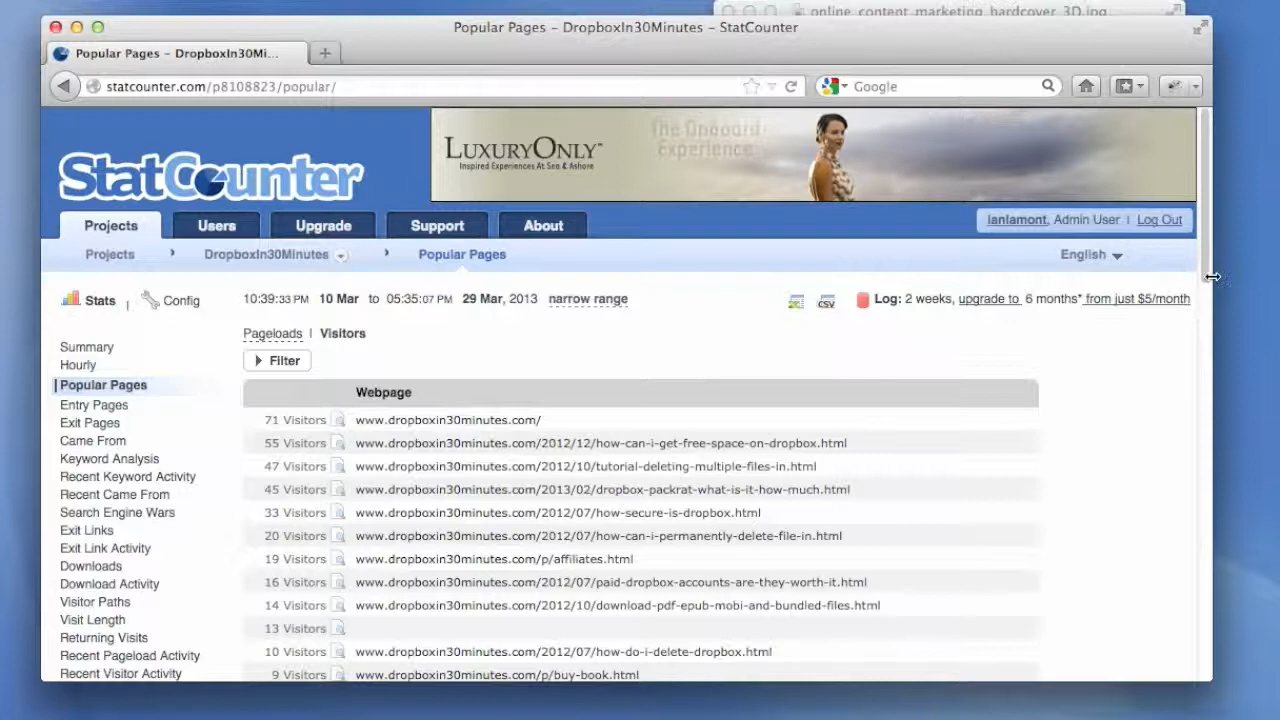 online_content_marketing_hardcover_3D.jpg
Popular Pages – DropboxIn30Minutes – StatCounter
Popular Pages – DropboxIn30Mi...
statcounter.com/p8108823/popular/
Google
LUXURYONLY™
Inspired Experiences At Sea & Ashore
The Onboard
Experience
StatCounter
Projects Users Upgrade Support About
lanlamont, Admin User | Log Out
Projects › DropboxIn30Minutes › Popular Pages
English
Stats | Config
10:39:33 PM 10 Mar to 05:35:07 PM 29 Mar, 2013 narrow range
CSV
Log: 2 weeks, upgrade to 6 months* from just $5/month
Pageloads | Visitors
Filter
Summary
Hourly
Popular Pages
Entry Pages
Exit Pages
Came From
Keyword Analysis
Recent Keyword Activity
Recent Came From
Search Engine Wars
Exit Links
Exit Link Activity
Downloads
Download Activity
Visitor Paths
Visit Length
Returning Visits
Recent Pageload Activity
Recent Visitor Activity
Webpage
71 Visitors www.dropboxin30minutes.com/
55 Visitors www.dropboxin30minutes.com/2012/12/how-can-i-get-free-space-on-dropbox.html
47 Visitors www.dropboxin30minutes.com/2012/10/tutorial-deleting-multiple-files-in.html
45 Visitors www.dropboxin30minutes.com/2013/02/dropbox-packrat-what-is-it-how-much.html
33 Visitors www.dropboxin30minutes.com/2012/07/how-secure-is-dropbox.html
20 Visitors www.dropboxin30minutes.com/2012/07/how-can-i-permanently-delete-file-in.html
19 Visitors www.dropboxin30minutes.com/p/affiliates.html
16 Visitors www.dropboxin30minutes.com/2012/07/paid-dropbox-accounts-are-they-worth-it.html
14 Visitors www.dropboxin30minutes.com/2012/10/download-pdf-epub-mobi-and-bundled-files.html
13 Visitors
10 Visitors www.dropboxin30minutes.com/2012/07/how-do-i-delete-dropbox.html
9 Visitors www.dropboxin30minutes.com/p/buy-book.html